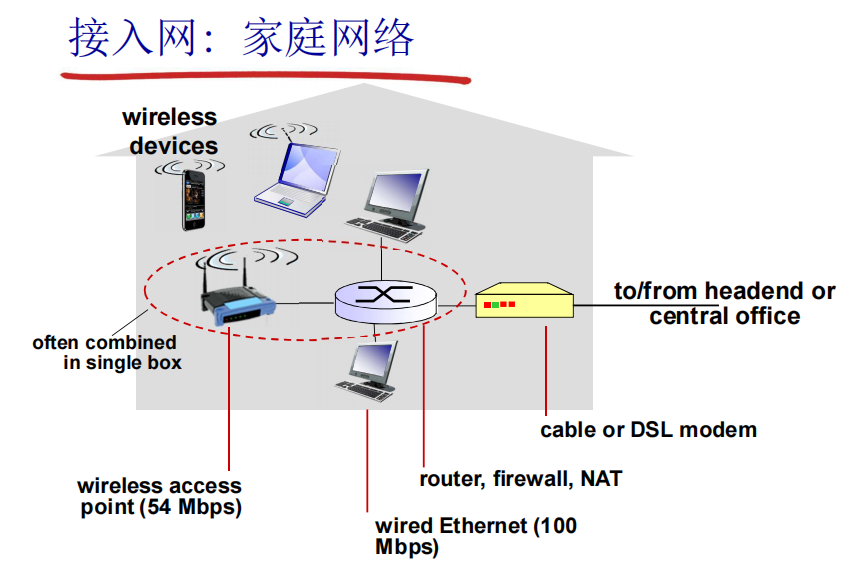 接入网：家庭网络
wireless
devices
to/from headend or
central office
often combined
in single box
cable or DSL modem
wireless access
point (54 Mbps)
router, firewall, NAT
wired Ethernet (100
Mbps)